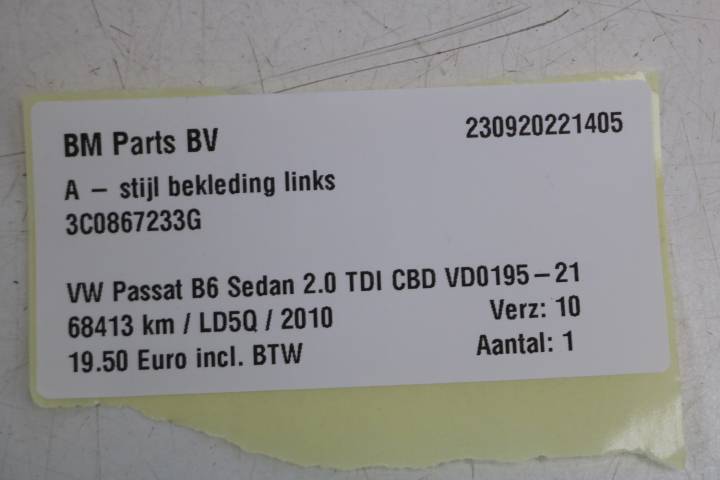 BM Parts BV 230920221405
A – stijl bekleding links
3C0867233G
VW Passat B6 Sedan 2.0 TDI CBD VD0195–21
68413 km / LD5Q / 2010 Verz: 10
19.50 Euro incl. BTW Aantal: 1